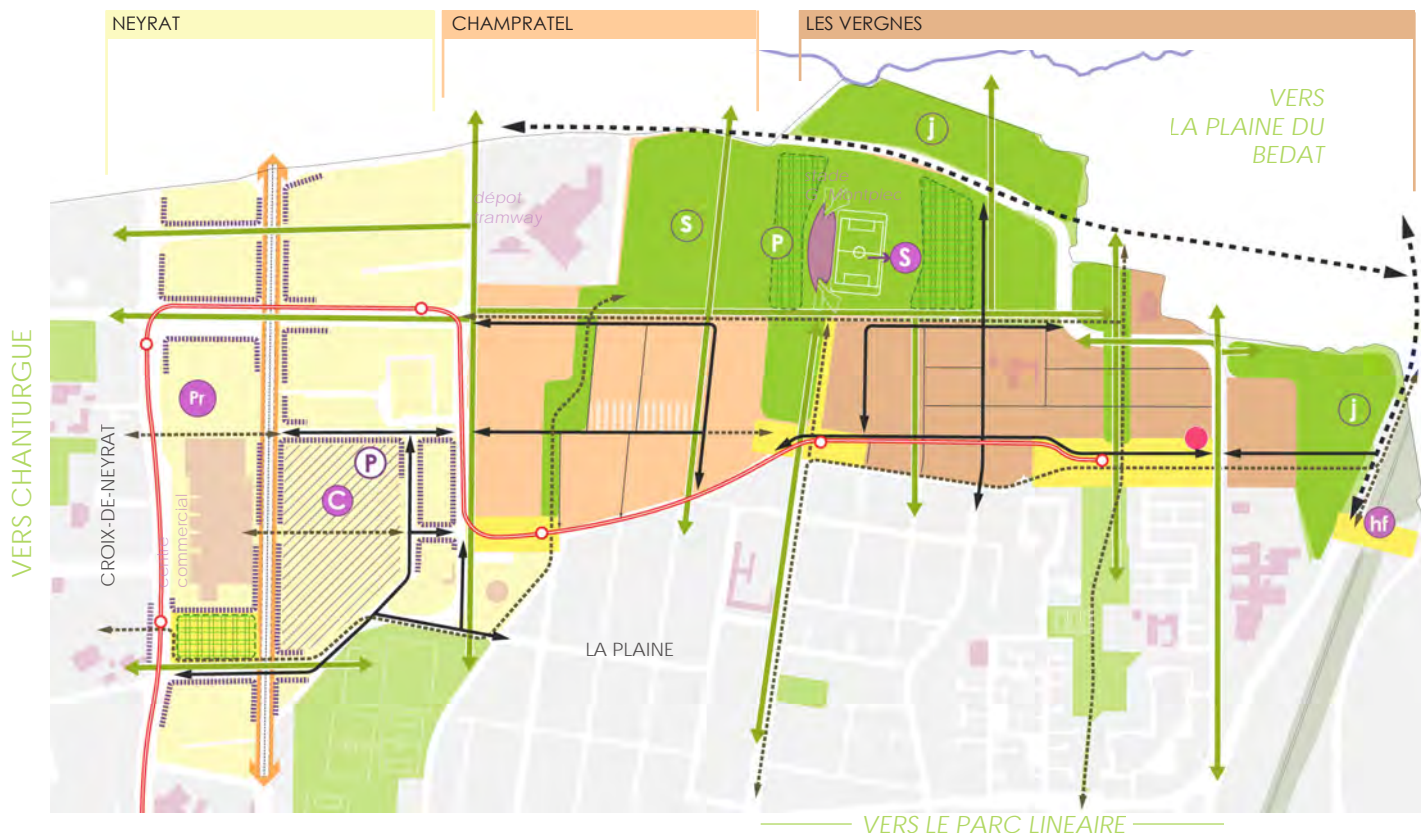 NEYRAT
CHAMPRATEL
LES VERGNES
VERS
LA PLAINE DU
BEDAT
j
dépot
tramway
S
P
S
VERS CHANTURGUE
CROIX-DE-NEYRAT
Pr
P
C
centre
commercial
j
hf
LA PLAINE
VERS LE PARC LINEAIRE